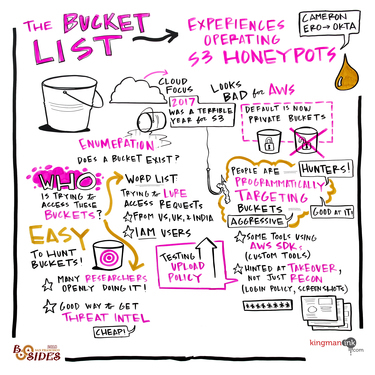 THE BUCKET LIST
EXPERIENCES
OPERATING
S3 HONEYPOTS
CAMERON
ERO → OKTA
CLOUD
FOCUS
2017
WAS A TERRIBLE
YEAR for S3
LOOKS
BAD for AWS
DEFAULT IS NOW
PRIVATE BUCKETS
ENUMERATION
DOES A BUCKET EXIST?
WHO
IS TRYING to
ACCESS THESE
BUCKETS?
WORD LIST
TRYING to LURE
ACCESS REQUESTS
☆ FROM US, UK, & INDIA
☆ IAM USERS
PEOPLE ARE
PROGRAMMATICALLY
TARGETING
BUCKETS
HUNTERS!
AGGRESSIVE
GOOD at IT!
EASY
TO HUNT
BUCKETS!
☆ MANY RESEARCHERS
OPENLY DOING IT!
☆ GOOD WAY to GET
THREAT INTEL
CHEAP!
TESTING
UPLOAD
POLICY
☆ SOME TOOLS USING
AWS SDKs
(CUSTOM TOOLS)
☆ HINTED at TAKEOVER,
NOT JUST RECON
(LOGIN POLICY, SCREENSHOTS)
BSIDES
kingmanink
.com